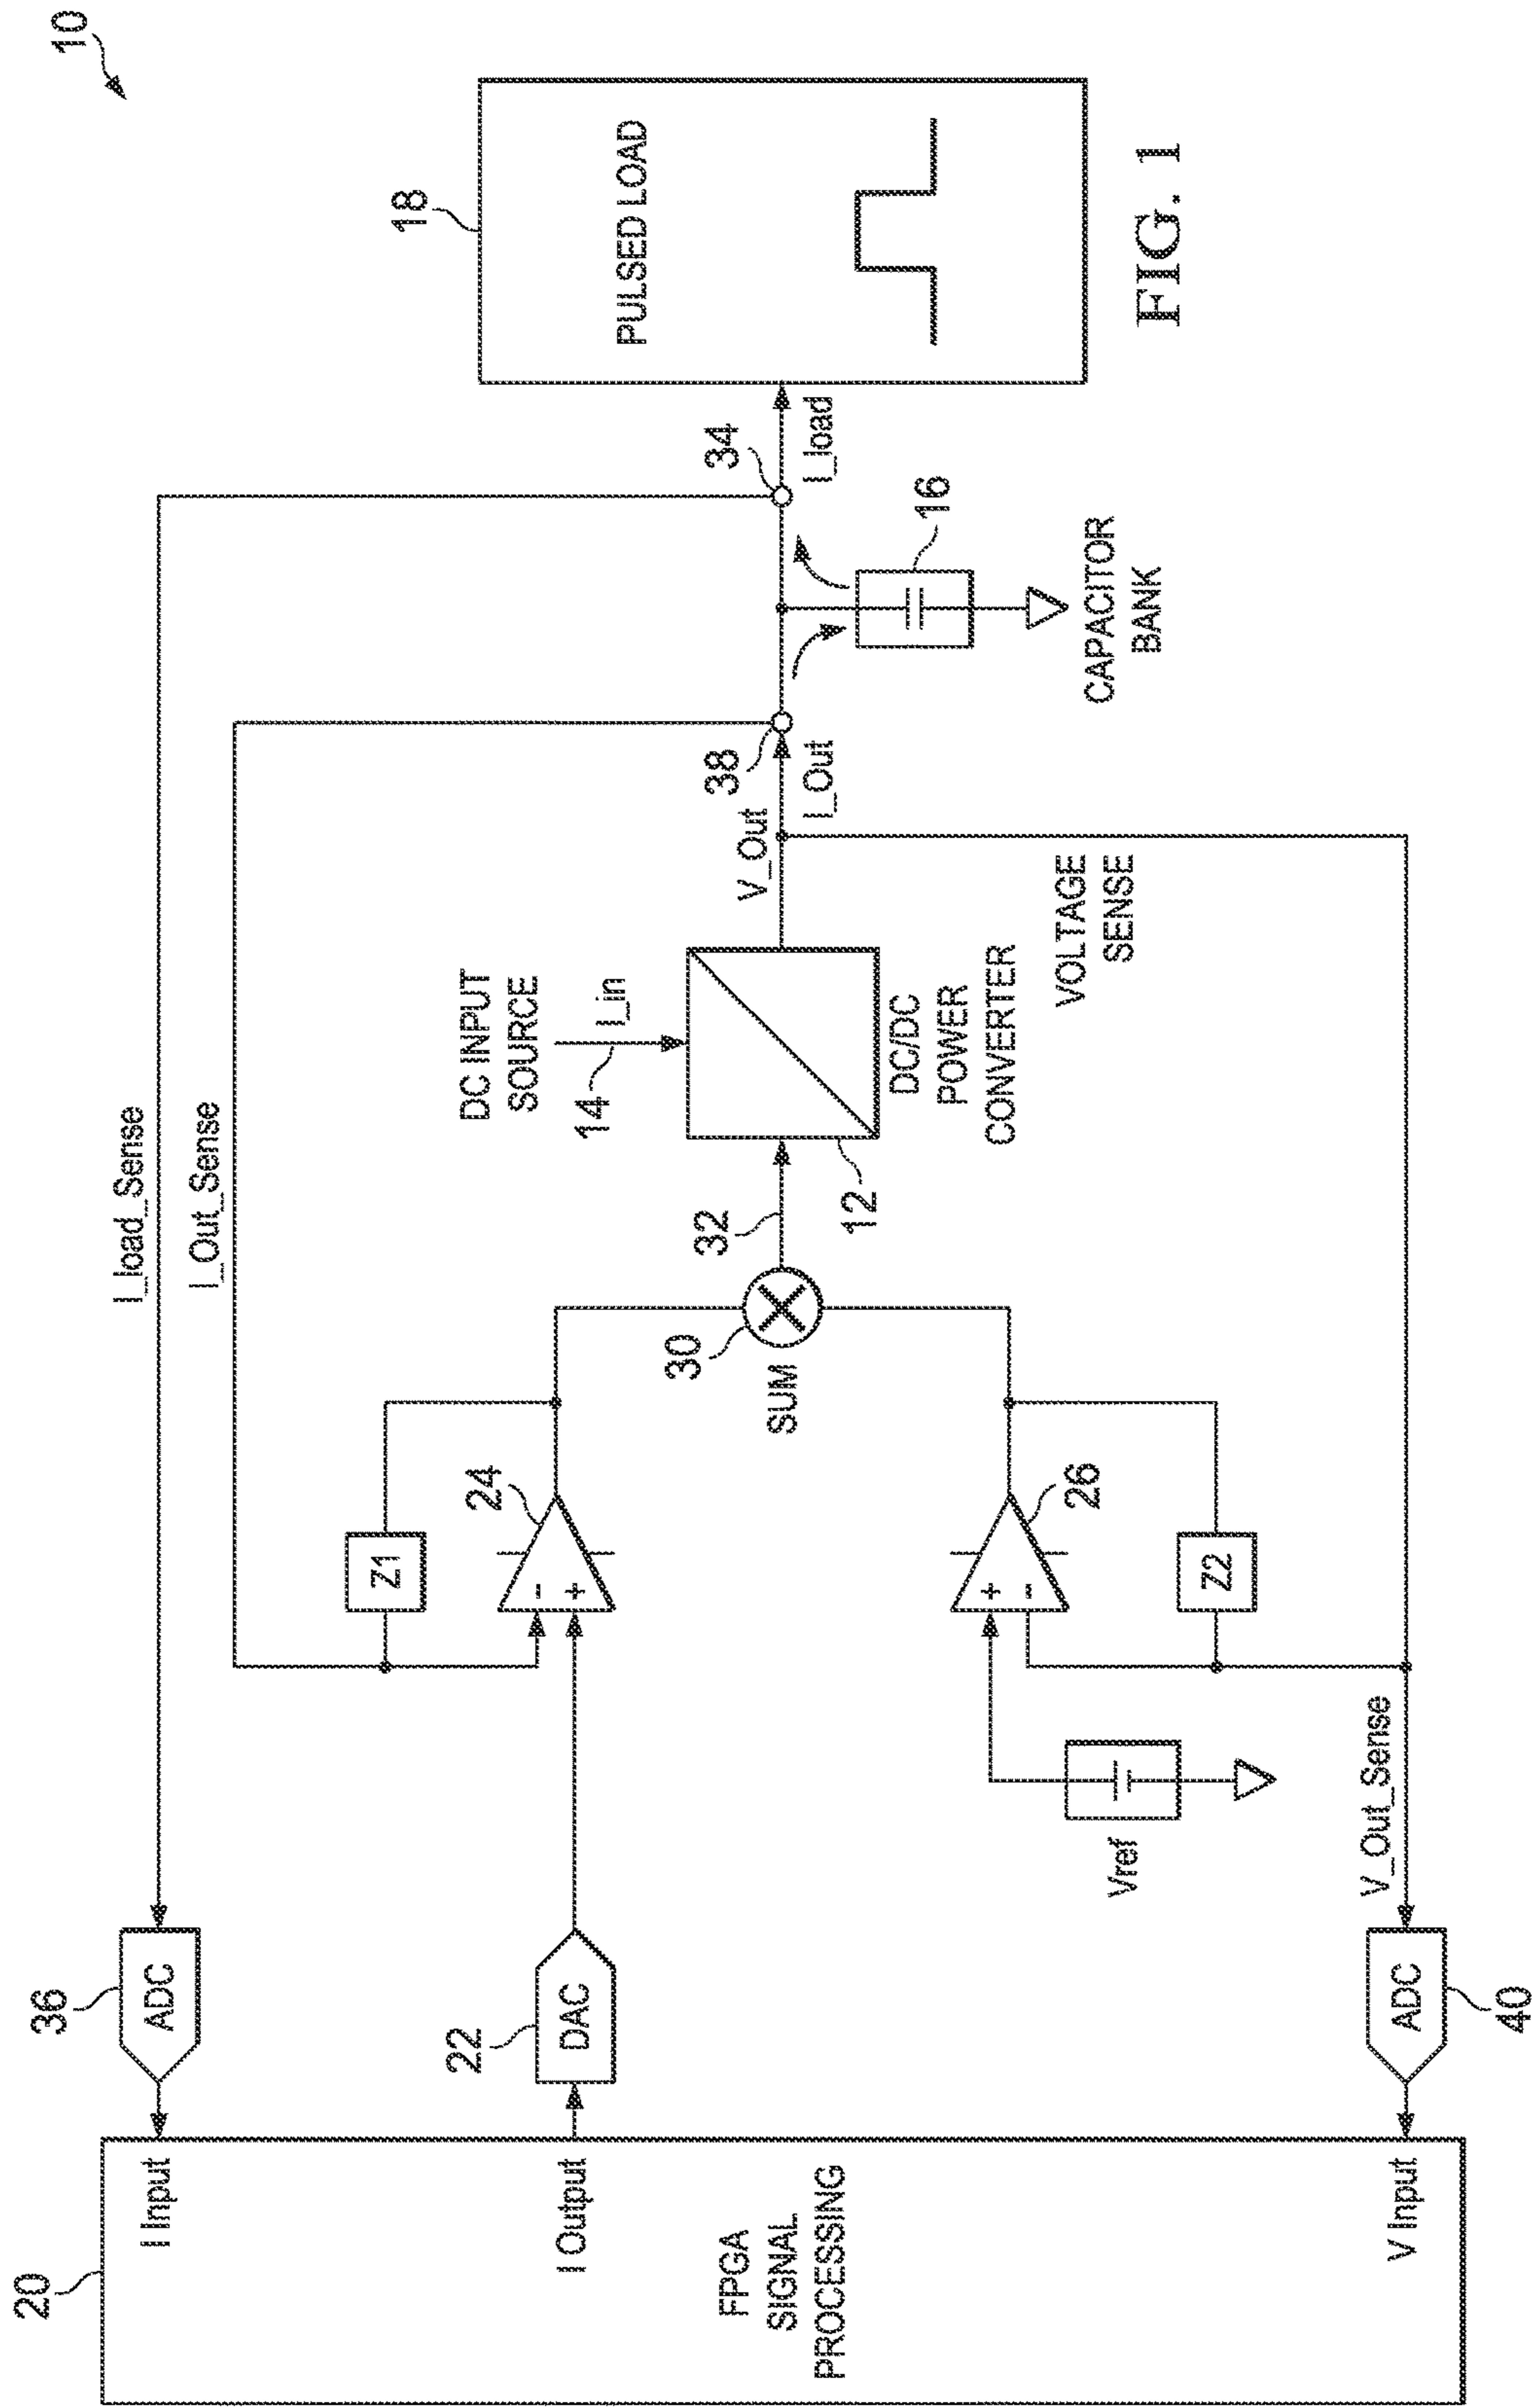 10
I_load_Sense
I_Out_Sense
20
36
ADC
I Input
22
DAC
I Output
FPGA
SIGNAL
PROCESSING
V Input
ADC
40
V_Out_Sense
Vref
Z1
24
-
+
26
+
-
Z2
30
SUM
32
DC INPUT
SOURCE
14
I_in
12
DC/DC
POWER
CONVERTER
V_Out
VOLTAGE
SENSE
38
I_Out
34
I_load
16
CAPACITOR
BANK
18
PULSED LOAD
FIG. 1